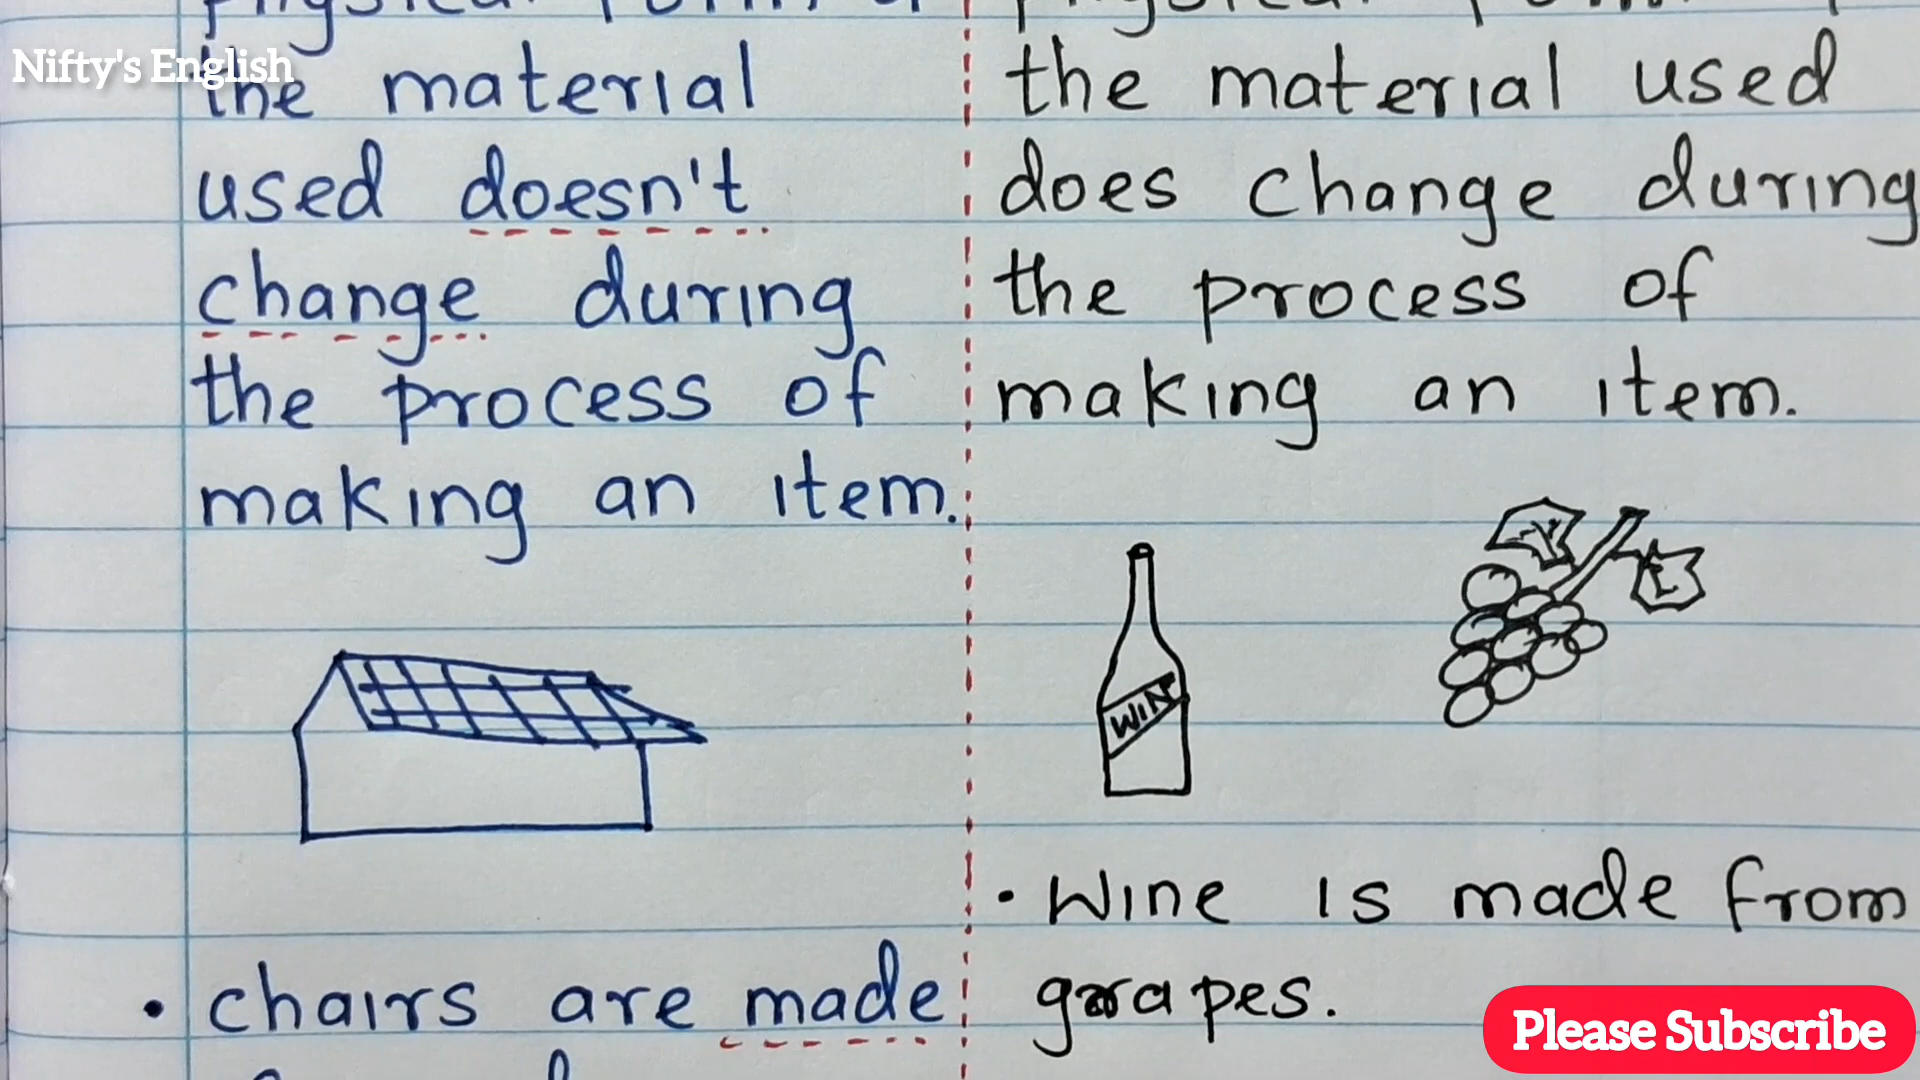 Nifty's English
the material
used doesn't
change during
the process of
making an item.
• chairs are made
the material used
does change during
the process of
making an item.
WIN
• Wine is made from
grapes.
Please Subscribe